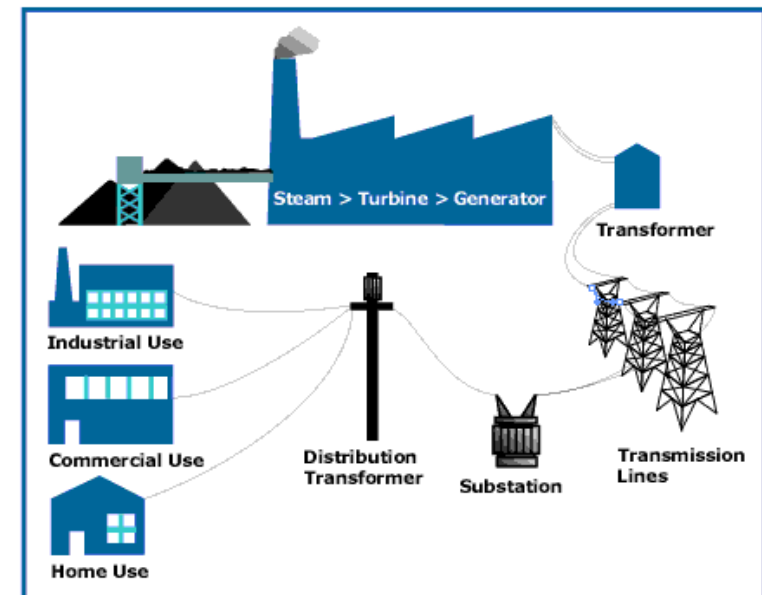 Steam > Turbine > Generator
Transformer
Industrial Use
Commercial Use
Home Use
Distribution
Transformer
Substation
Transmission
Lines